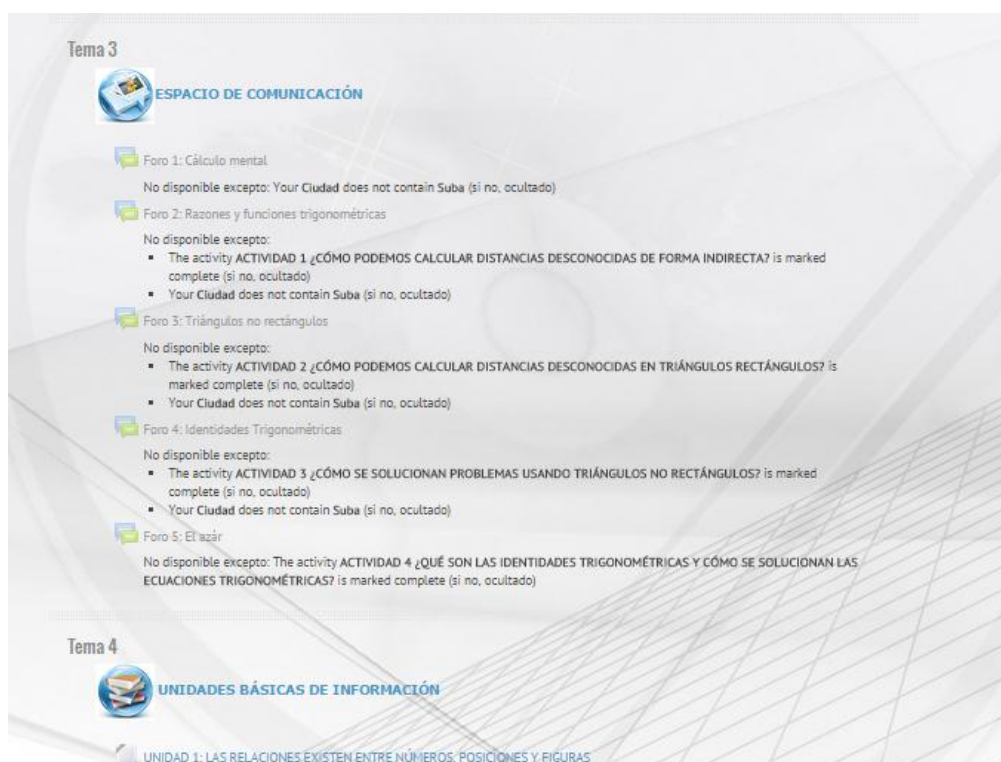 Tema 3
ESPACIO DE COMUNICACIÓN
Foro 1: Cálculo mental
No disponible excepto: Your Ciudad does not contain Suba (si no, ocultado)
Foro 2: Razones y funciones trigonométricas
No disponible excepto:
The activity ACTIVIDAD 1 ¿CÓMO PODEMOS CALCULAR DISTANCIAS DESCONOCIDAS DE FORMA INDIRECTA? is marked
complete (si no, ocultado)
Your Ciudad does not contain Suba (si no, ocultado)
Foro 3: Triángulos no rectángulos
No disponible excepto:
The activity ACTIVIDAD 2 ¿CÓMO PODEMOS CALCULAR DISTANCIAS DESCONOCIDAS EN TRIÁNGULOS RECTÁNGULOS? is
marked complete (si no, ocultado)
Your Ciudad does not contain Suba (si no, ocultado)
Foro 4: Identidades Trigonométricas
No disponible excepto:
The activity ACTIVIDAD 3 ¿CÓMO SE SOLUCIONAN PROBLEMAS USANDO TRIÁNGULOS NO RECTÁNGULOS? is marked
complete (si no, ocultado)
Your Ciudad does not contain Suba (si no, ocultado)
Foro 5: El azár
No disponible excepto: The activity ACTIVIDAD 4 ¿QUÉ SON LAS IDENTIDADES TRIGONOMÉTRICAS Y CÓMO SE SOLUCIONAN LAS
ECUACIONES TRIGONOMÉTRICAS? is marked complete (si no, ocultado)
Tema 4
UNIDADES BÁSICAS DE INFORMACIÓN
UNIDAD 1: LAS RELACIONES EXISTEN ENTRE NÚMEROS, POSICIONES Y FIGURAS